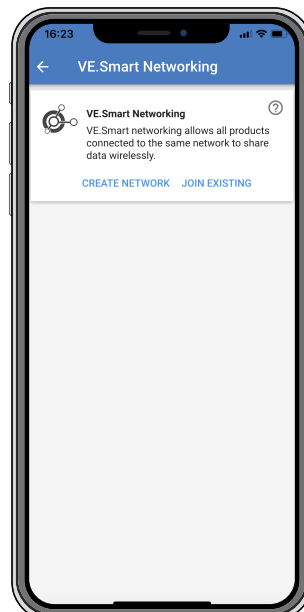 16:23
VE.Smart Networking
VE.Smart Networking
VE.Smart networking allows all products
connected to the same network to share
data wirelessly.
CREATE NETWORK JOIN EXISTING